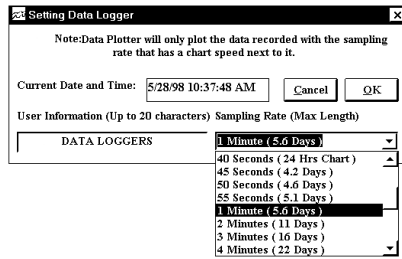 Setting Data Logger
Note:Data Plotter will only plot the data recorded with the sampling
rate that has a chart speed next to it.
Current Date and Time: 5/28/98 10:37:48 AM Cancel OK
User Information (Up to 20 characters) Sampling Rate (Max Length)
DATA LOGGERS 1 Minute ( 5.6 Days )
40 Seconds ( 24 Hrs Chart )
45 Seconds ( 4.2 Days )
50 Seconds ( 4.6 Days )
55 Seconds ( 5.1 Days )
1 Minute ( 5.6 Days )
2 Minutes ( 11 Days )
3 Minutes ( 16 Days )
4 Minutes ( 22 Days )